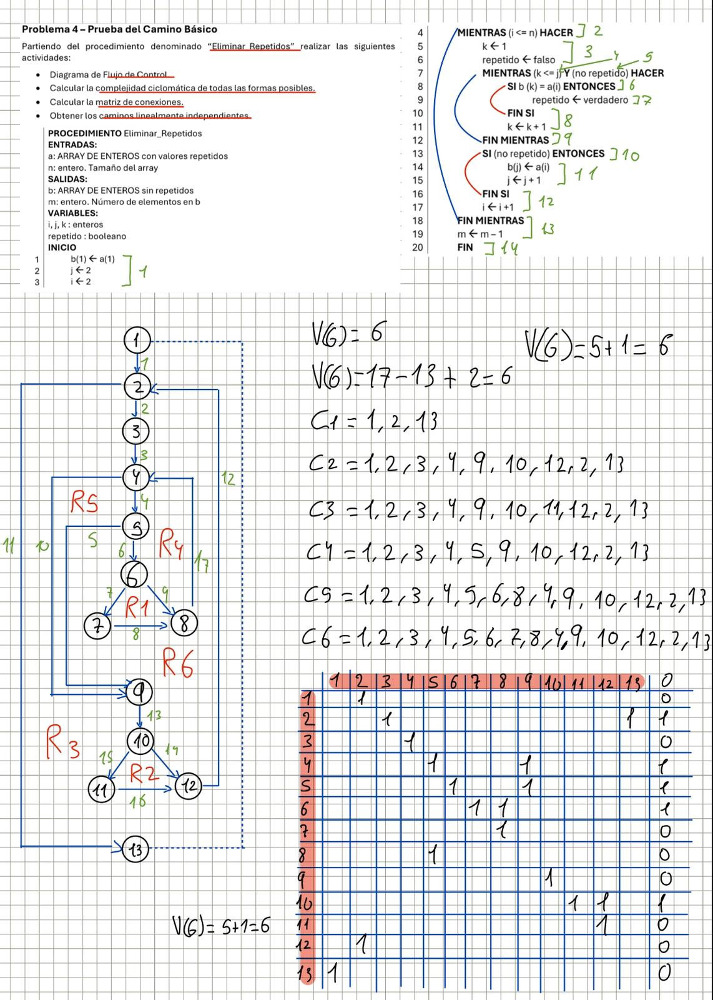 Problema 4 – Prueba del Camino Básico
Partiendo del procedimiento denominado “Eliminar_Repetidos” realizar las siguientes
actividades:
• Diagrama de Flujo de Control.
• Calcular la complejidad ciclomática de todas las formas posibles.
• Calcular la matriz de conexiones.
• Obtener los caminos linealmente independientes.
PROCEDIMIENTO Eliminar_Repetidos
ENTRADAS:
a: ARRAY DE ENTEROS con valores repetidos
n: entero. Tamaño del array
SALIDAS:
b: ARRAY DE ENTEROS sin repetidos
m: entero. Número de elementos en b
VARIABLES:
i, j, k : enteros
repetido : booleano
INICIO
1 b(1) ← a(1)
2 j ← 2 ] 1
3 i ← 2
4 MIENTRAS (i <= n) HACER ] 2
5 k ← 1
6 repetido ← falso ] 3 4 5
7 MIENTRAS (k <= j) Y (no repetido) HACER
8 SI b (k) = a(i) ENTONCES ] 6
9 repetido ← verdadero ] 7
10 FIN SI
11 k ← k + 1 ] 8
12 FIN MIENTRAS ] 9
13 SI (no repetido) ENTONCES ] 10
14 b(j) ← a(i)
15 j ← j + 1 ] 11
16 FIN SI
17 i ← i +1 ] 12
18 FIN MIENTRAS
19 m ← m – 1 ] 13
20 FIN ] 14
1
1
2
2
3
3
4
12
R5
4
5
11
10
5
6
R4
17
6
7
R1
9
7
8
8
R6
9
13
R3
10
15
R2
14
11
16
12
13
V(G)= 5+1=6
V(G)= 6
V(G)=5+1= 6
V(G)=17-13+2=6
C1 = 1, 2, 13
C2 = 1, 2, 3, 4, 9, 10, 12, 2, 13
C3 = 1, 2, 3, 4, 9, 10, 11, 12, 2, 13
C4 = 1, 2, 3, 4, 5, 9, 10, 12, 2, 13
C5 = 1, 2, 3, 4, 5, 6, 8, 4, 9, 10, 12, 2, 13
C6 = 1, 2, 3, 4, 5, 6, 7, 8, 4, 9, 10, 12, 2, 13
1 2 3 4 5 6 7 8 9 10 11 12 13 0
1 1 0
2 1 1 1
3 1 0
4 1 1 1
5 1 1 1
6 1 1 1
7 1 0
8 1 0
9 1 0
10 1 1 1
11 1 0
12 1 0
13 1 0